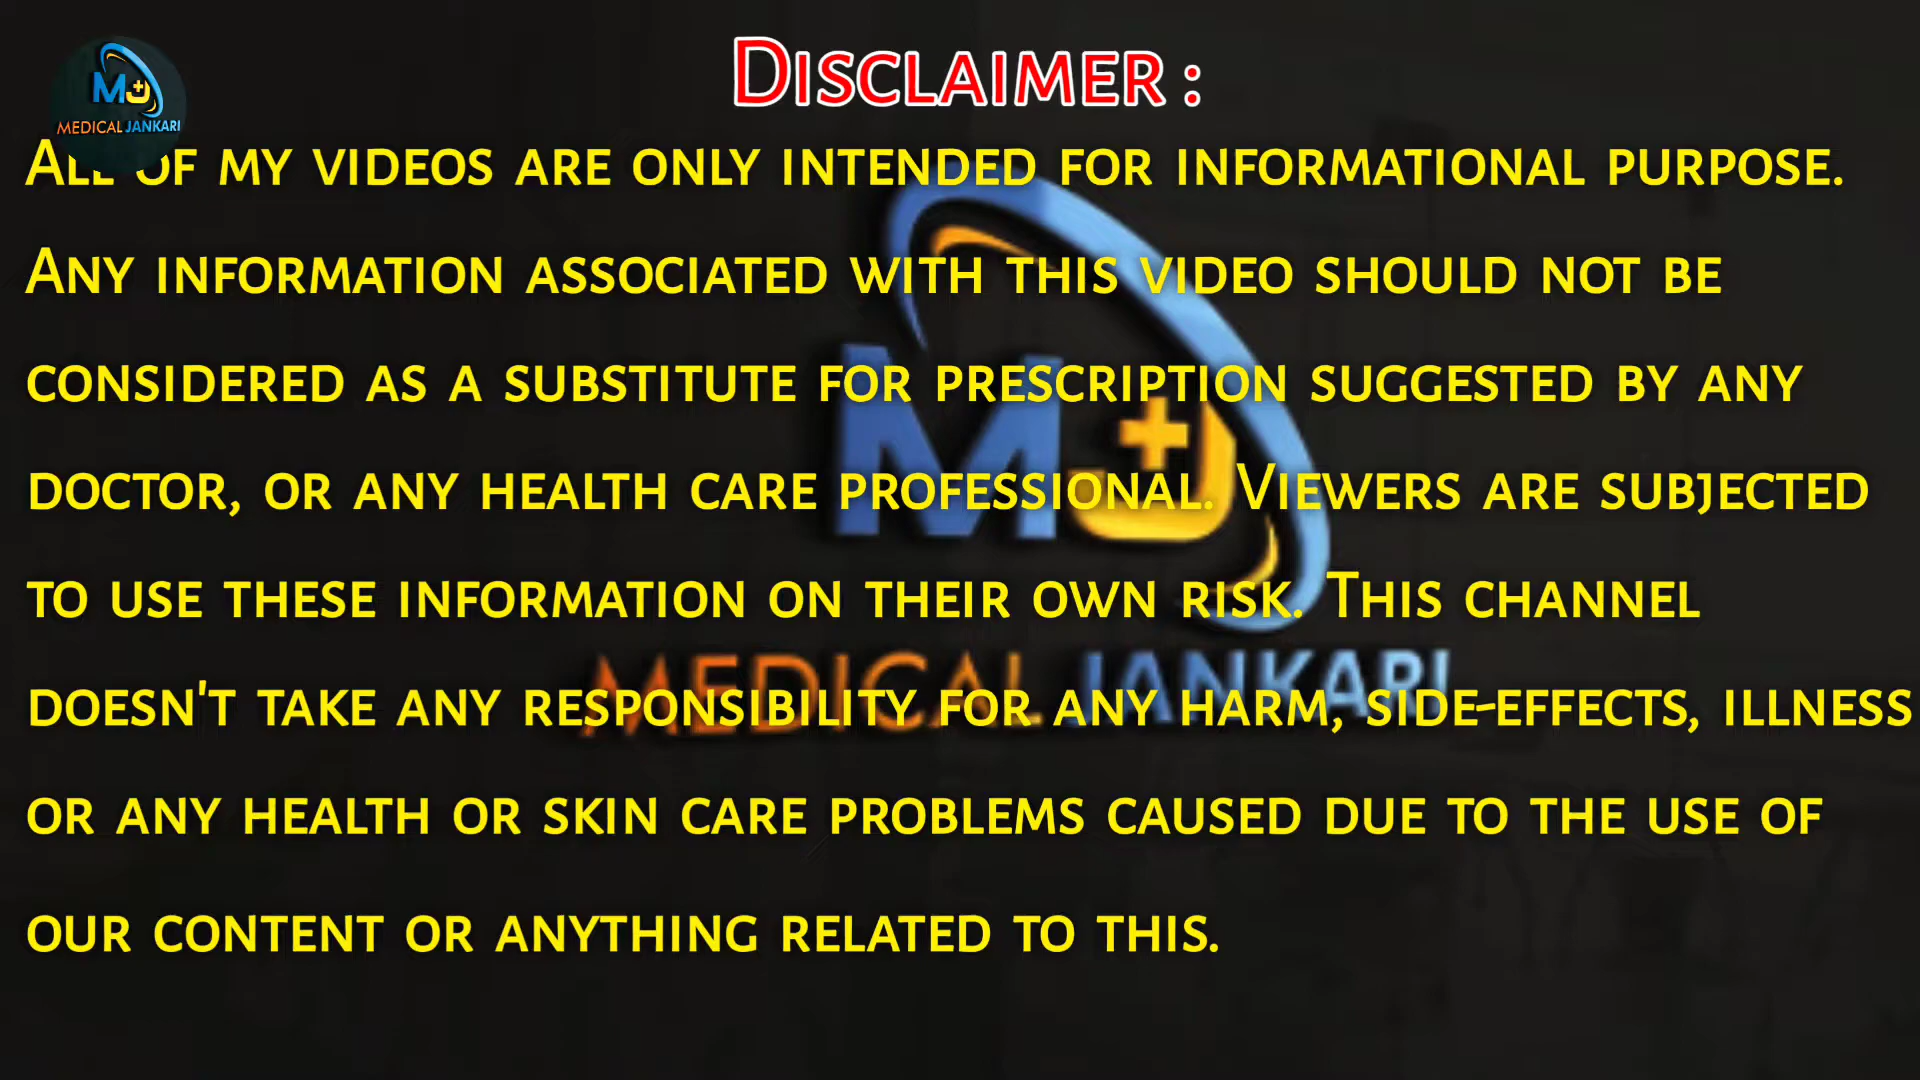 Disclaimer :
MJ
MEDICAL JANKARI
All of my videos are only intended for informational purpose.
Any information associated with this video should not be
considered as a substitute for prescription suggested by any
doctor, or any health care professional. Viewers are subjected
to use these information on their own risk. This channel
doesn't take any responsibility for any harm, side-effects, illness
or any health or skin care problems caused due to the use of
our content or anything related to this.
MJ
MEDICAL JANKARI